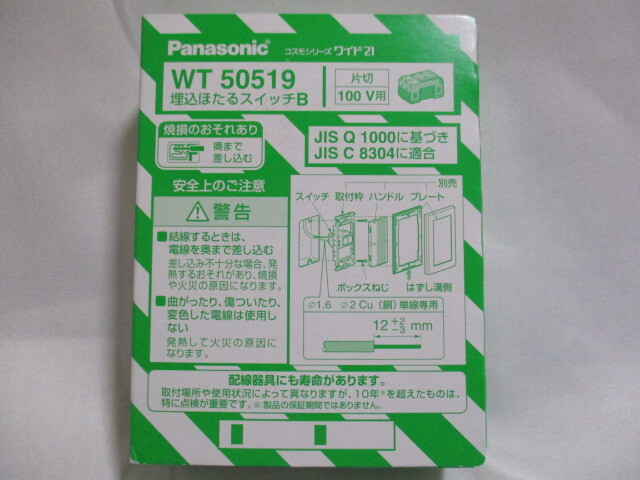 Panasonic コスモシリーズ ワイド21
WT 50519
埋込ほたるスイッチB
片切
100 V用
焼損のおそれあり
奥まで
差し込む
JIS Q 1000に基づき
JIS C 8304に適合
安全上のご注意
警告
■結線するときは、
電線を奥まで差し込む
差し込み不十分な場合、発
熱するおそれがあり、焼損
や火災の原因になります。
■曲がったり、傷ついたり、
変色した電線は使用し
ない
発熱して火災の原因に
なります。
別売
スイッチ 取付枠 ハンドル プレート
ボックスねじ はずし溝側
∅1.6 ∅2 Cu(銅)単線専用
12 +2 -3 mm
配線器具にも寿命があります。
取付場所や使用状況によって異なりますが、10年※を超えたものは、
特に点検が重要です。※:製品の保証期間ではありません。